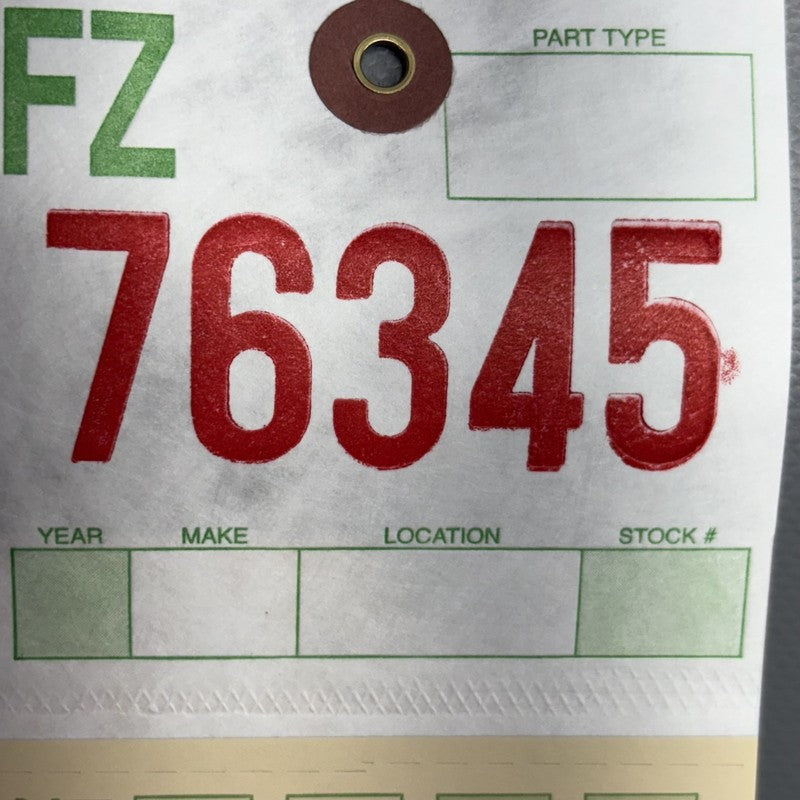 FZ
PART TYPE
76345
YEAR MAKE LOCATION STOCK #